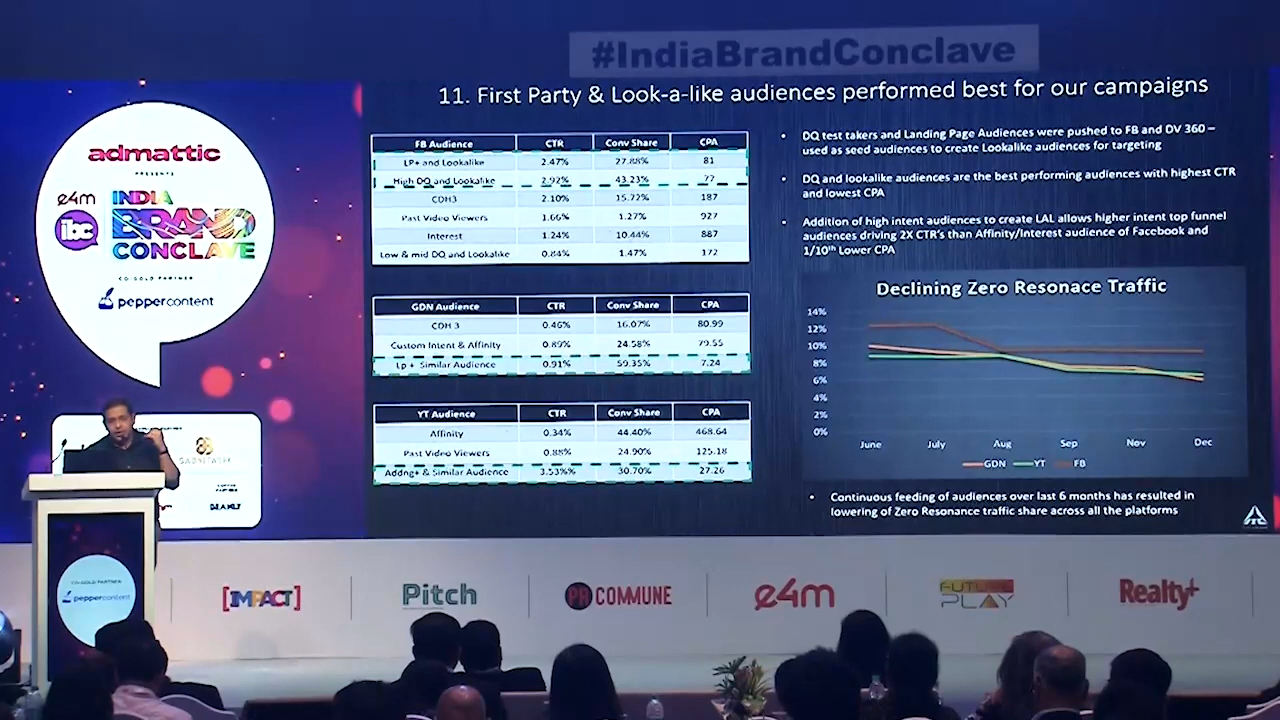 #IndiaBrandConclave
11. First Party & Look-a-like audiences performed best for our campaigns
admattic
PRESENTS
e4m
ibc
INDIA
BRAND
CONCLAVE
CO-GOLD PARTNER
peppercontent
FB Audience CTR Conv Share CPA
LP+ and Lookalike 2.47% 27.88% 81
High DQ and Lookalike 2.92% 43.23% 77
CDH3 2.10% 15.72% 187
Past Video Viewers 1.66% 1.27% 927
Interest 1.24% 10.44% 887
Low & mid DQ and Lookalike 0.84% 1.47% 172
GDN Audience CTR Conv Share CPA
CDH 3 0.46% 16.07% 80.99
Custom Intent & Affinity 0.89% 24.58% 79.55
Lp + Similar Audience 0.91% 59.35% 7.24
YT Audience CTR Conv Share CPA
Affinity 0.34% 44.40% 468.64
Past Video Viewers 0.88% 24.90% 125.18
Addng+ & Similar Audience 3.53%% 30.70% 27.26
• DQ test takers and Landing Page Audiences were pushed to FB and DV 360 –
used as seed audiences to create Lookalike audiences for targeting
• DQ and lookalike audiences are the best performing audiences with highest CTR
and lowest CPA
• Addition of high intent audiences to create LAL allows higher intent top funnel
audiences driving 2X CTR's than Affinity/Interest audience of Facebook and
1/10th Lower CPA
Declining Zero Resonace Traffic
14%
12%
10%
8%
6%
4%
2%
0%
June July Aug Sep Nov Dec
GDN YT FB
• Continuous feeding of audiences over last 6 months has resulted in
lowering of Zero Resonance traffic share across all the platforms
CO-GOLD PARTNER
peppercontent
[IMPACT]
Pitch
PR COMMUNE
e4m
FUTURE
PLAY
Realty+